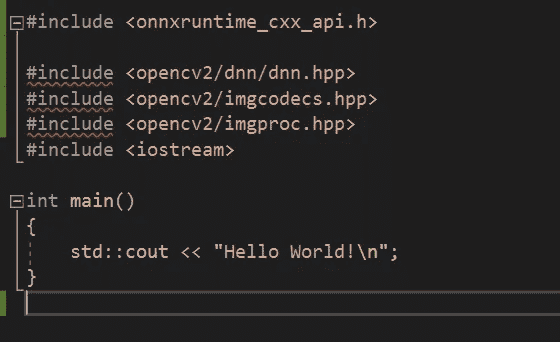 #include <onnxruntime_cxx_api.h>
#include <opencv2/dnn/dnn.hpp>
#include <opencv2/imgcodecs.hpp>
#include <opencv2/imgproc.hpp>
#include <iostream>
int main()
{
    std::cout << "Hello World!\n";
}